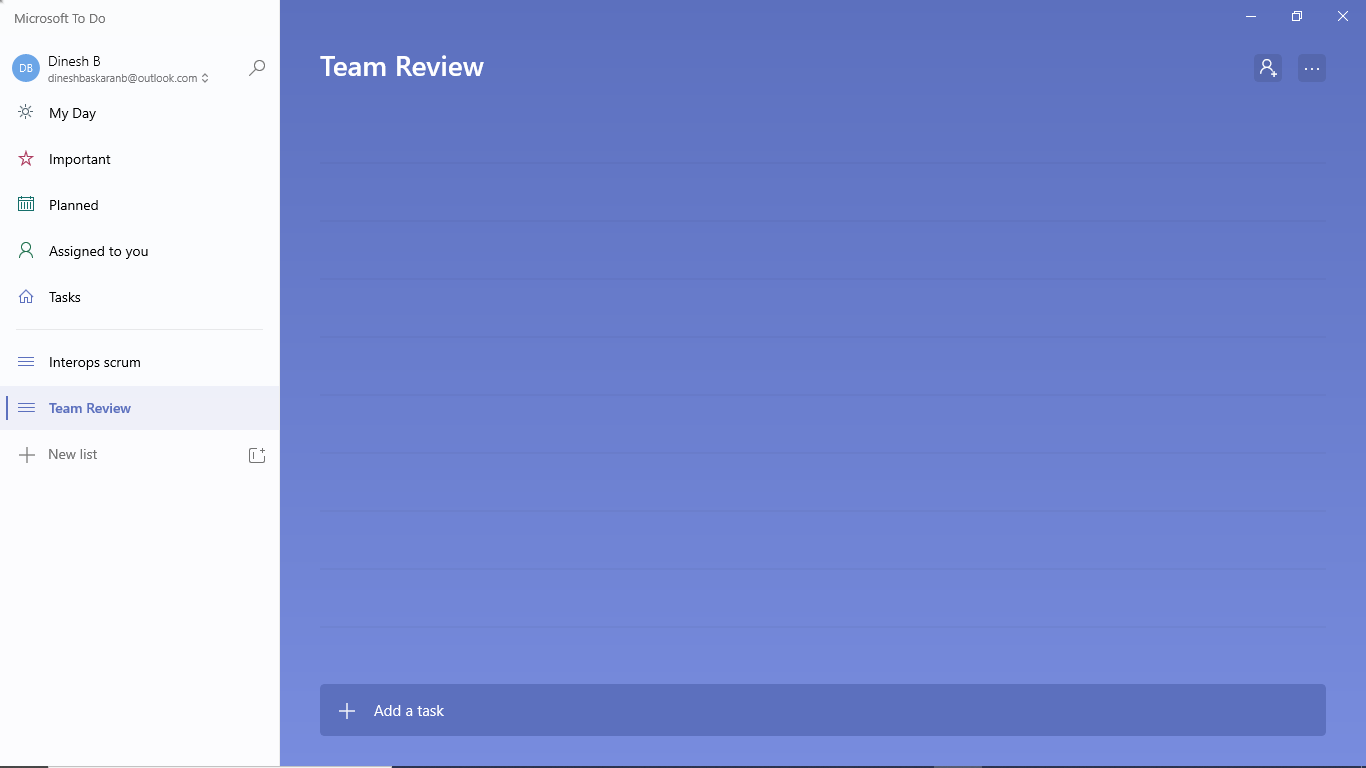 Microsoft To Do
DB
Dinesh B
dineshbaskaranb@outlook.com
My Day
Important
Planned
Assigned to you
Tasks
Interops scrum
Team Review
New list
Team Review
Add a task